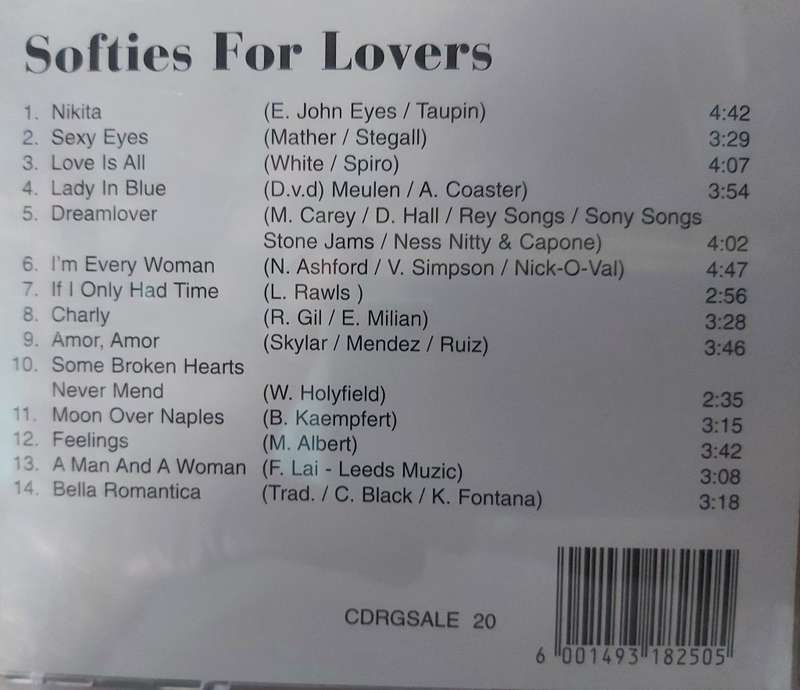 Softies For Lovers
1. Nikita (E. John Eyes / Taupin) 4:42
2. Sexy Eyes (Mather / Stegall) 3:29
3. Love Is All (White / Spiro) 4:07
4. Lady In Blue (D.v.d) Meulen / A. Coaster) 3:54
5. Dreamlover (M. Carey / D. Hall / Rey Songs / Sony Songs
Stone Jams / Ness Nitty & Capone) 4:02
6. I'm Every Woman (N. Ashford / V. Simpson / Nick-O-Val) 4:47
7. If I Only Had Time (L. Rawls ) 2:56
8. Charly (R. Gil / E. Milian) 3:28
9. Amor, Amor (Skylar / Mendez / Ruiz) 3:46
10. Some Broken Hearts
Never Mend (W. Holyfield) 2:35
11. Moon Over Naples (B. Kaempfert) 3:15
12. Feelings (M. Albert) 3:42
13. A Man And A Woman (F. Lai - Leeds Muzic) 3:08
14. Bella Romantica (Trad. / C. Black / K. Fontana) 3:18
CDRGSALE 20
6 001493 182505